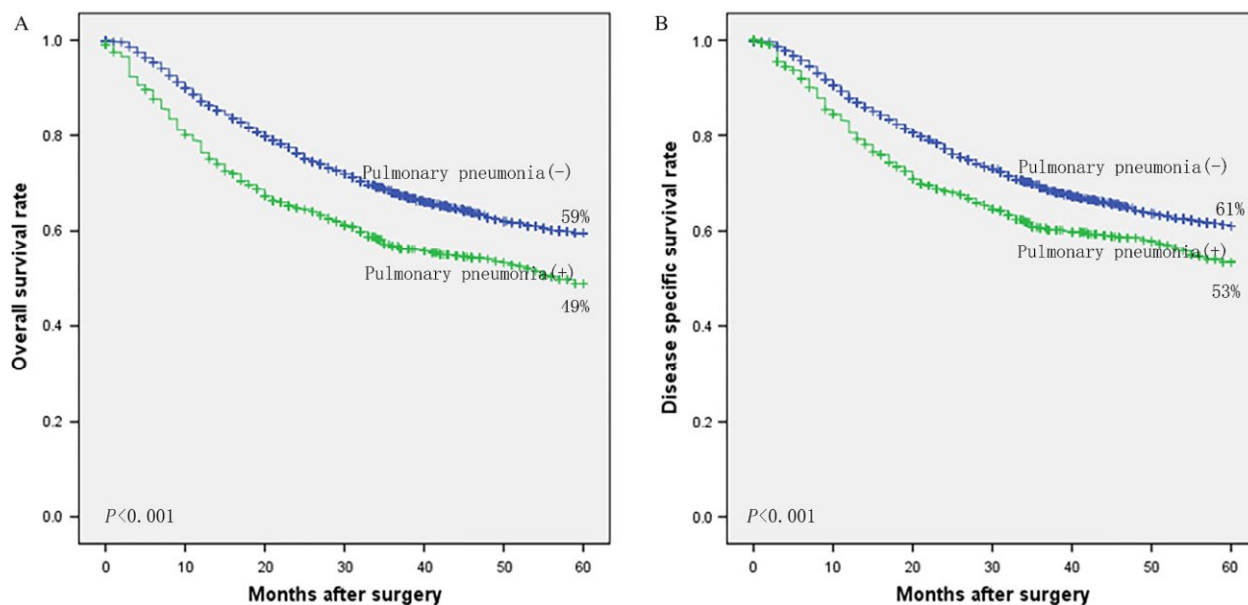 A
Overall survival rate
1.0
0.8
0.6
0.4
0.2
0.0
Pulmonary pneumonia(-)
59%
Pulmonary pneumonia(+)
49%
P<0.001
0 10 20 30 40 50 60
Months after surgery
B
Disease specific survival rate
1.0
0.8
0.6
0.4
0.2
0.0
Pulmonary pneumonia(-)
61%
Pulmonary pneumonia(+)
53%
P<0.001
0 10 20 30 40 50 60
Months after surgery